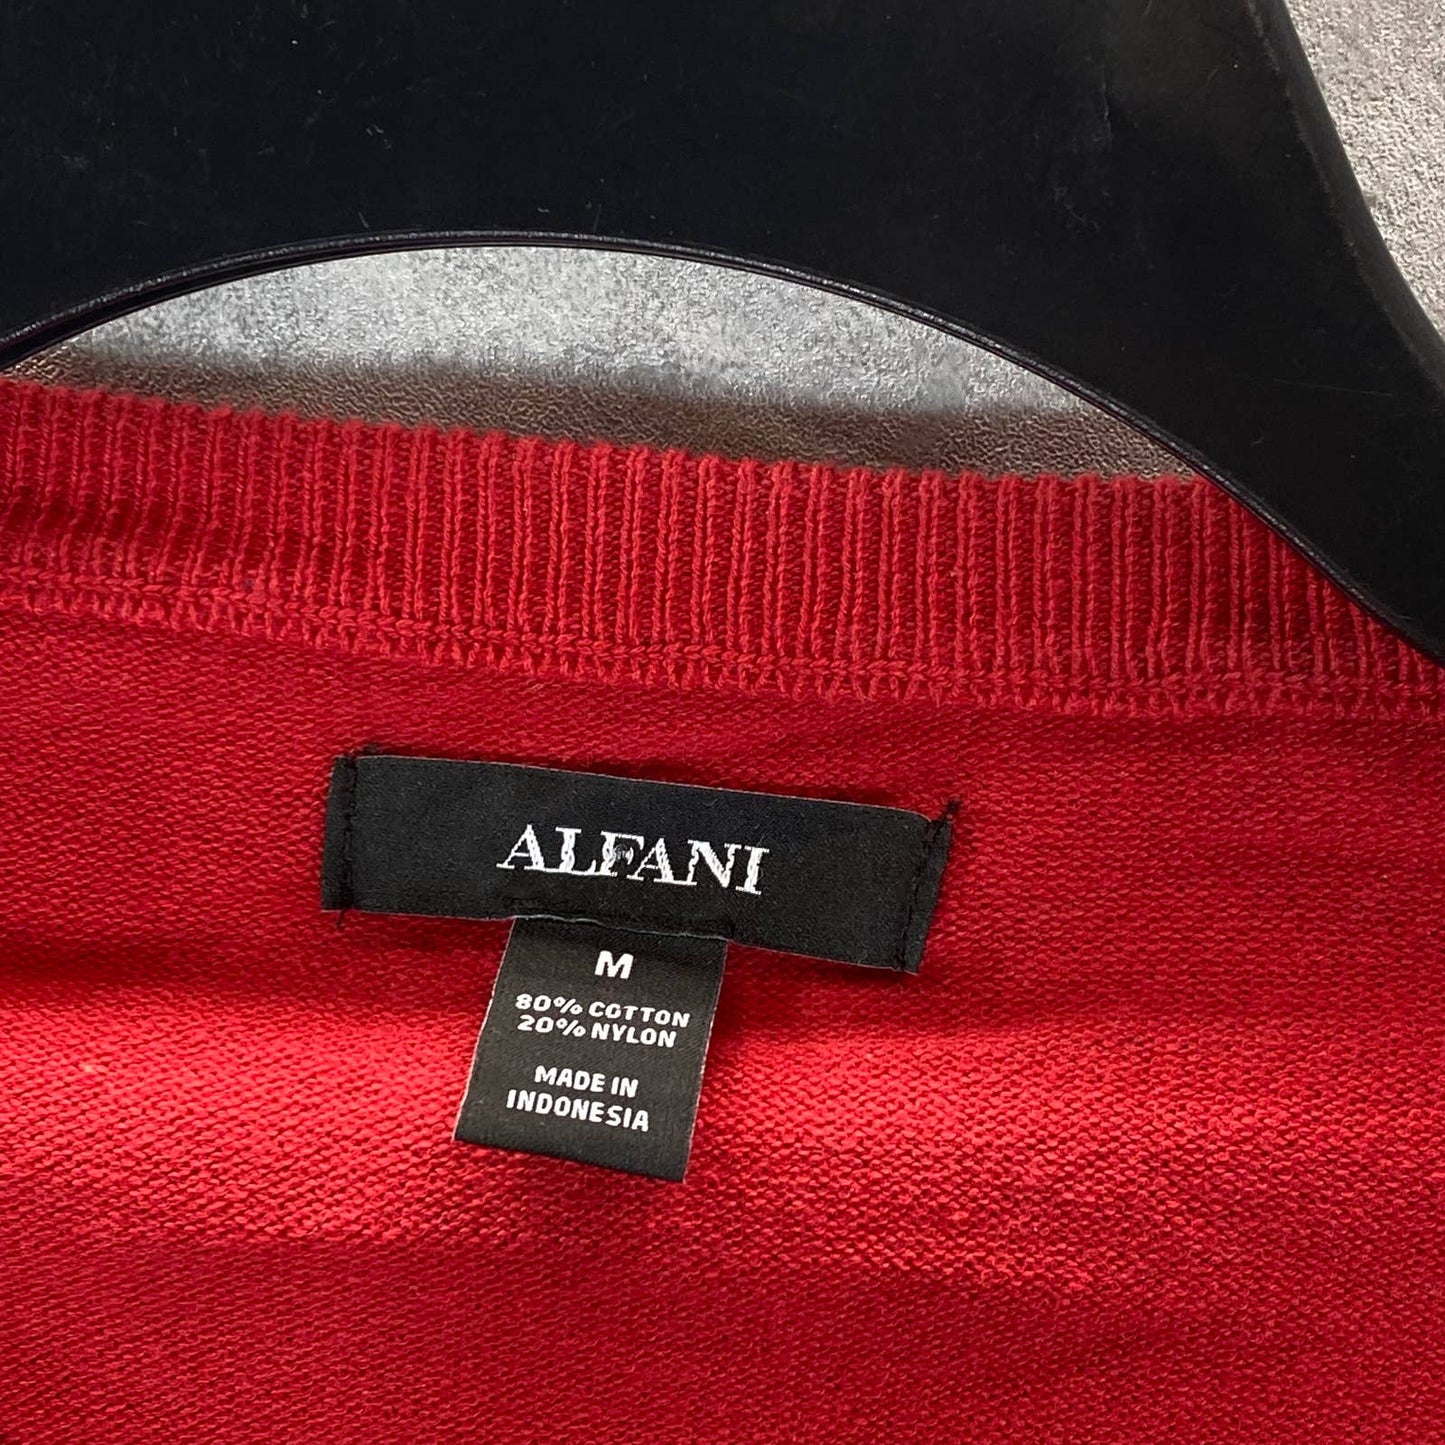 ALFANI
M
80% COTTON
20% NYLON
MADE IN
INDONESIA